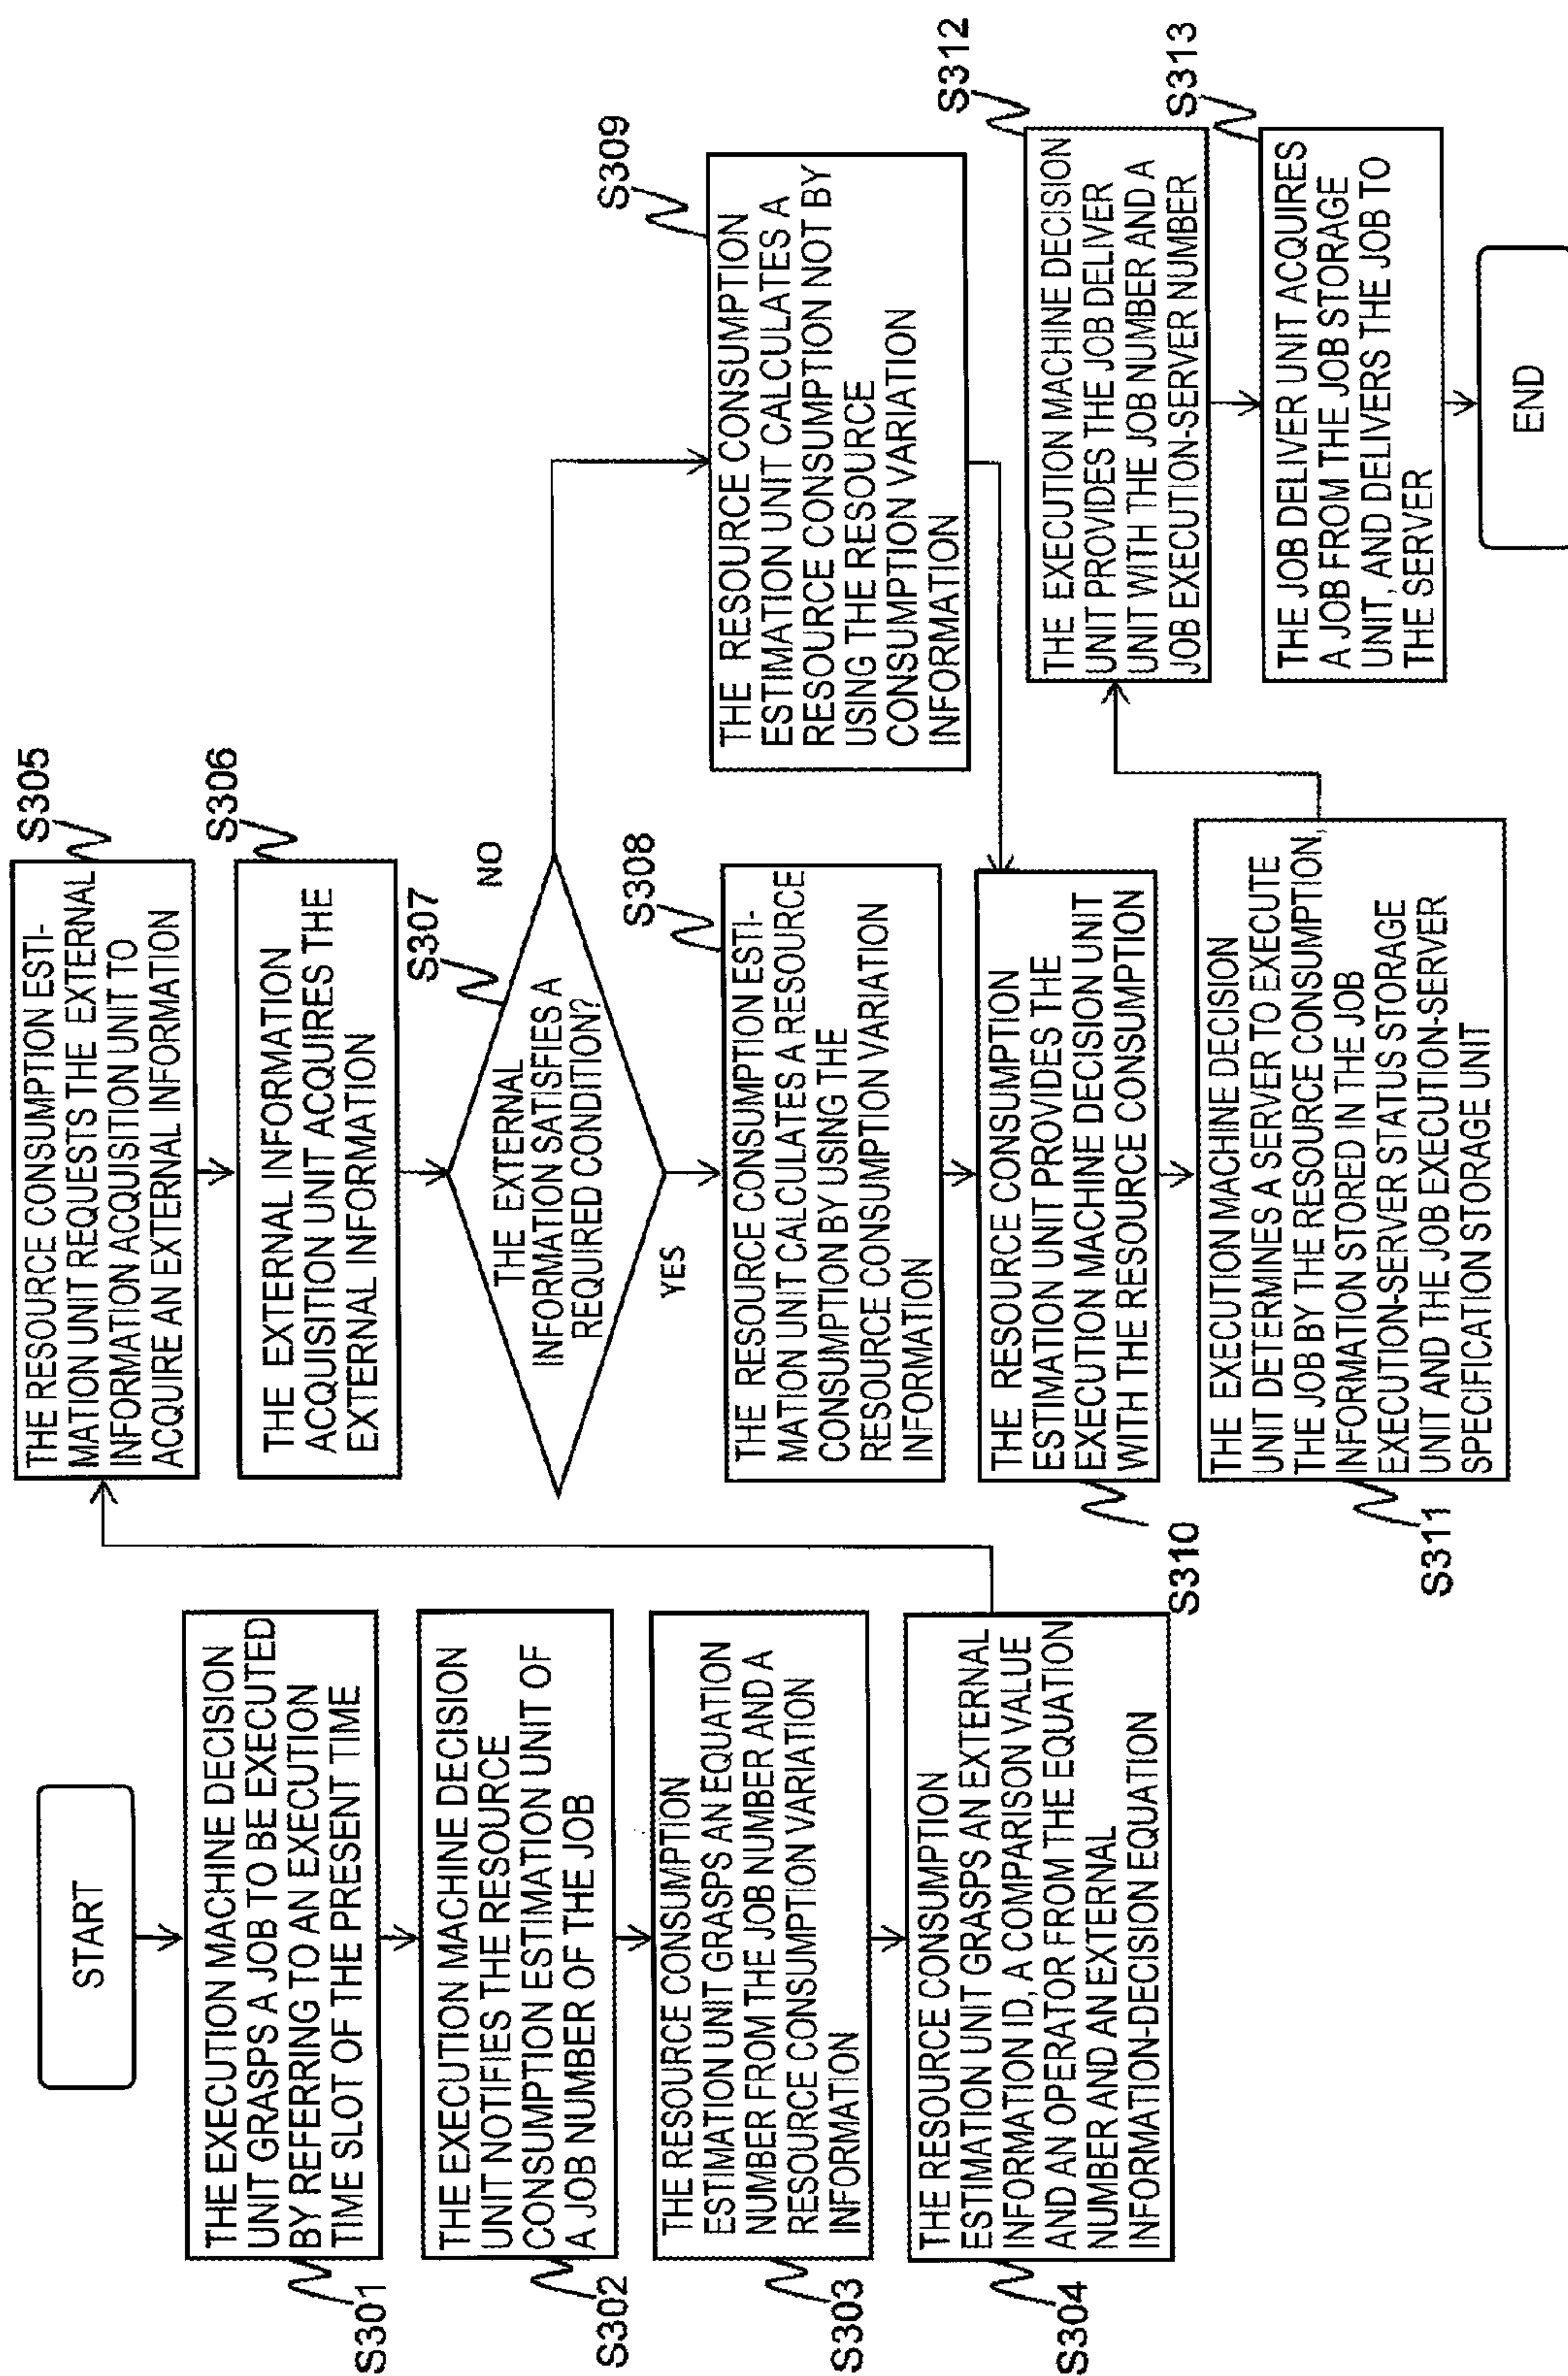 START
THE EXECUTION MACHINE DECISION
UNIT GRASPS A JOB TO BE EXECUTED
BY REFERRING TO AN EXECUTION
TIME SLOT OF THE PRESENT TIME
S301
THE EXECUTION MACHINE DECISION
UNIT NOTIFIES THE RESOURCE
CONSUMPTION ESTIMATION UNIT OF
A JOB NUMBER OF THE JOB
S302
THE RESOURCE CONSUMPTION
ESTIMATION UNIT GRASPS AN EQUATION
NUMBER FROM THE JOB NUMBER AND A
RESOURCE CONSUMPTION VARIATION
INFORMATION
S303
THE RESOURCE CONSUMPTION
ESTIMATION UNIT GRASPS AN EXTERNAL
INFORMATION ID, A COMPARISON VALUE
AND AN OPERATOR FROM THE EQUATION
NUMBER AND AN EXTERNAL
INFORMATION-DECISION EQUATION
S304
THE RESOURCE CONSUMPTION ESTI-
MATION UNIT REQUESTS THE EXTERNAL
INFORMATION ACQUISITION UNIT TO
ACQUIRE AN EXTERNAL INFORMATION
S305
THE EXTERNAL INFORMATION
ACQUISITION UNIT ACQUIRES THE
EXTERNAL INFORMATION
S306
THE EXTERNAL
INFORMATION SATISFIES A
REQUIRED CONDITION?
S307
NO
YES
THE RESOURCE CONSUMPTION ESTI-
MATION UNIT CALCULATES A RESOURCE
CONSUMPTION BY USING THE
RESOURCE CONSUMPTION VARIATION
INFORMATION
S308
THE RESOURCE CONSUMPTION
ESTIMATION UNIT CALCULATES A
RESOURCE CONSUMPTION NOT BY
USING THE RESOURCE
CONSUMPTION VARIATION
INFORMATION
S309
THE RESOURCE CONSUMPTION
ESTIMATION UNIT PROVIDES THE
EXECUTION MACHINE DECISION UNIT
WITH THE RESOURCE CONSUMPTION
S310
THE EXECUTION MACHINE DECISION
UNIT DETERMINES A SERVER TO EXECUTE
THE JOB BY THE RESOURCE CONSUMPTION,
INFORMATION STORED IN THE JOB
EXECUTION-SERVER STATUS STORAGE
UNIT AND THE JOB EXECUTION-SERVER
SPECIFICATION STORAGE UNIT
S311
THE EXECUTION MACHINE DECISION
UNIT PROVIDES THE JOB DELIVER
UNIT WITH THE JOB NUMBER AND A
JOB EXECUTION-SERVER NUMBER
S312
THE JOB DELIVER UNIT ACQUIRES
A JOB FROM THE JOB STORAGE
UNIT, AND DELIVERS THE JOB TO
THE SERVER
S313
END